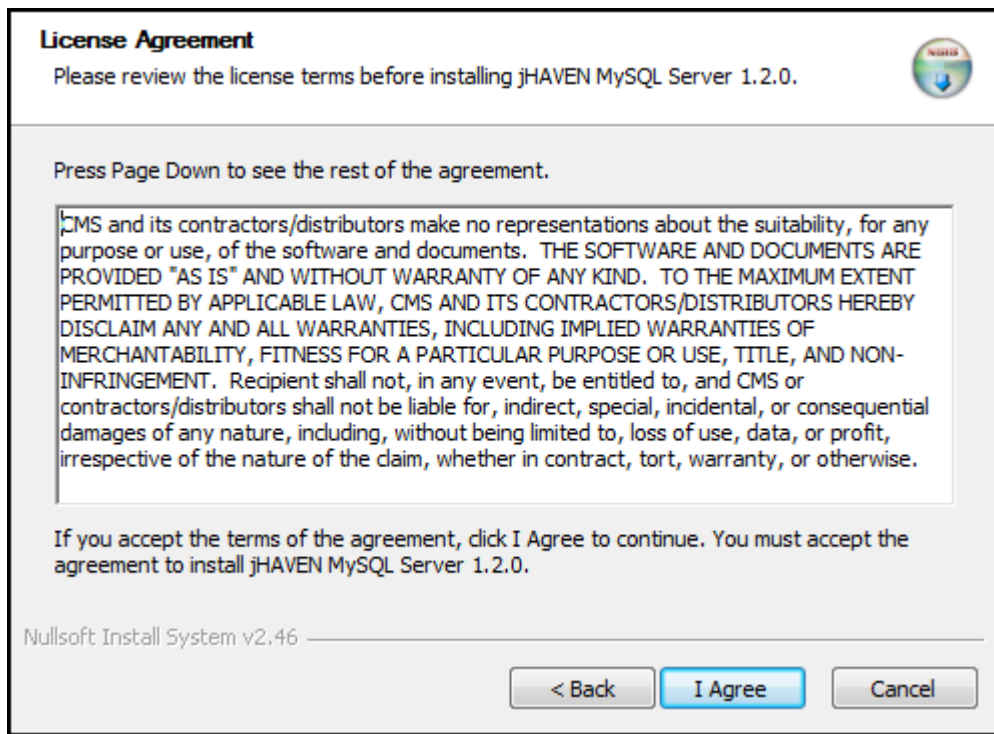 License Agreement
Please review the license terms before installing jHAVEN MySQL Server 1.2.0.
NSIS
Press Page Down to see the rest of the agreement.
CMS and its contractors/distributors make no representations about the suitability, for any
purpose or use, of the software and documents.  THE SOFTWARE AND DOCUMENTS ARE
PROVIDED "AS IS" AND WITHOUT WARRANTY OF ANY KIND.  TO THE MAXIMUM EXTENT
PERMITTED BY APPLICABLE LAW, CMS AND ITS CONTRACTORS/DISTRIBUTORS HEREBY
DISCLAIM ANY AND ALL WARRANTIES, INCLUDING IMPLIED WARRANTIES OF
MERCHANTABILITY, FITNESS FOR A PARTICULAR PURPOSE OR USE, TITLE, AND NON-
INFRINGEMENT.  Recipient shall not, in any event, be entitled to, and CMS or
contractors/distributors shall not be liable for, indirect, special, incidental, or consequential
damages of any nature, including, without being limited to, loss of use, data, or profit,
irrespective of the nature of the claim, whether in contract, tort, warranty, or otherwise.
If you accept the terms of the agreement, click I Agree to continue. You must accept the
agreement to install jHAVEN MySQL Server 1.2.0.
Nullsoft Install System v2.46
< Back
I Agree
Cancel